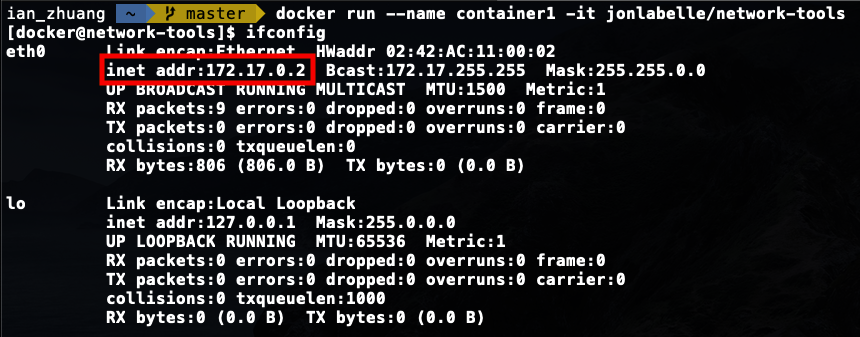 ian_zhuang ~ master docker run --name container1 -it jonlabelle/network-tools
[docker@network-tools]$ ifconfig
eth0 Link encap:Ethernet HWaddr 02:42:AC:11:00:02
inet addr:172.17.0.2 Bcast:172.17.255.255 Mask:255.255.0.0
UP BROADCAST RUNNING MULTICAST MTU:1500 Metric:1
RX packets:9 errors:0 dropped:0 overruns:0 frame:0
TX packets:0 errors:0 dropped:0 overruns:0 carrier:0
collisions:0 txqueuelen:0
RX bytes:806 (806.0 B) TX bytes:0 (0.0 B)
lo Link encap:Local Loopback
inet addr:127.0.0.1 Mask:255.0.0.0
UP LOOPBACK RUNNING MTU:65536 Metric:1
RX packets:0 errors:0 dropped:0 overruns:0 frame:0
TX packets:0 errors:0 dropped:0 overruns:0 carrier:0
collisions:0 txqueuelen:1000
RX bytes:0 (0.0 B) TX bytes:0 (0.0 B)